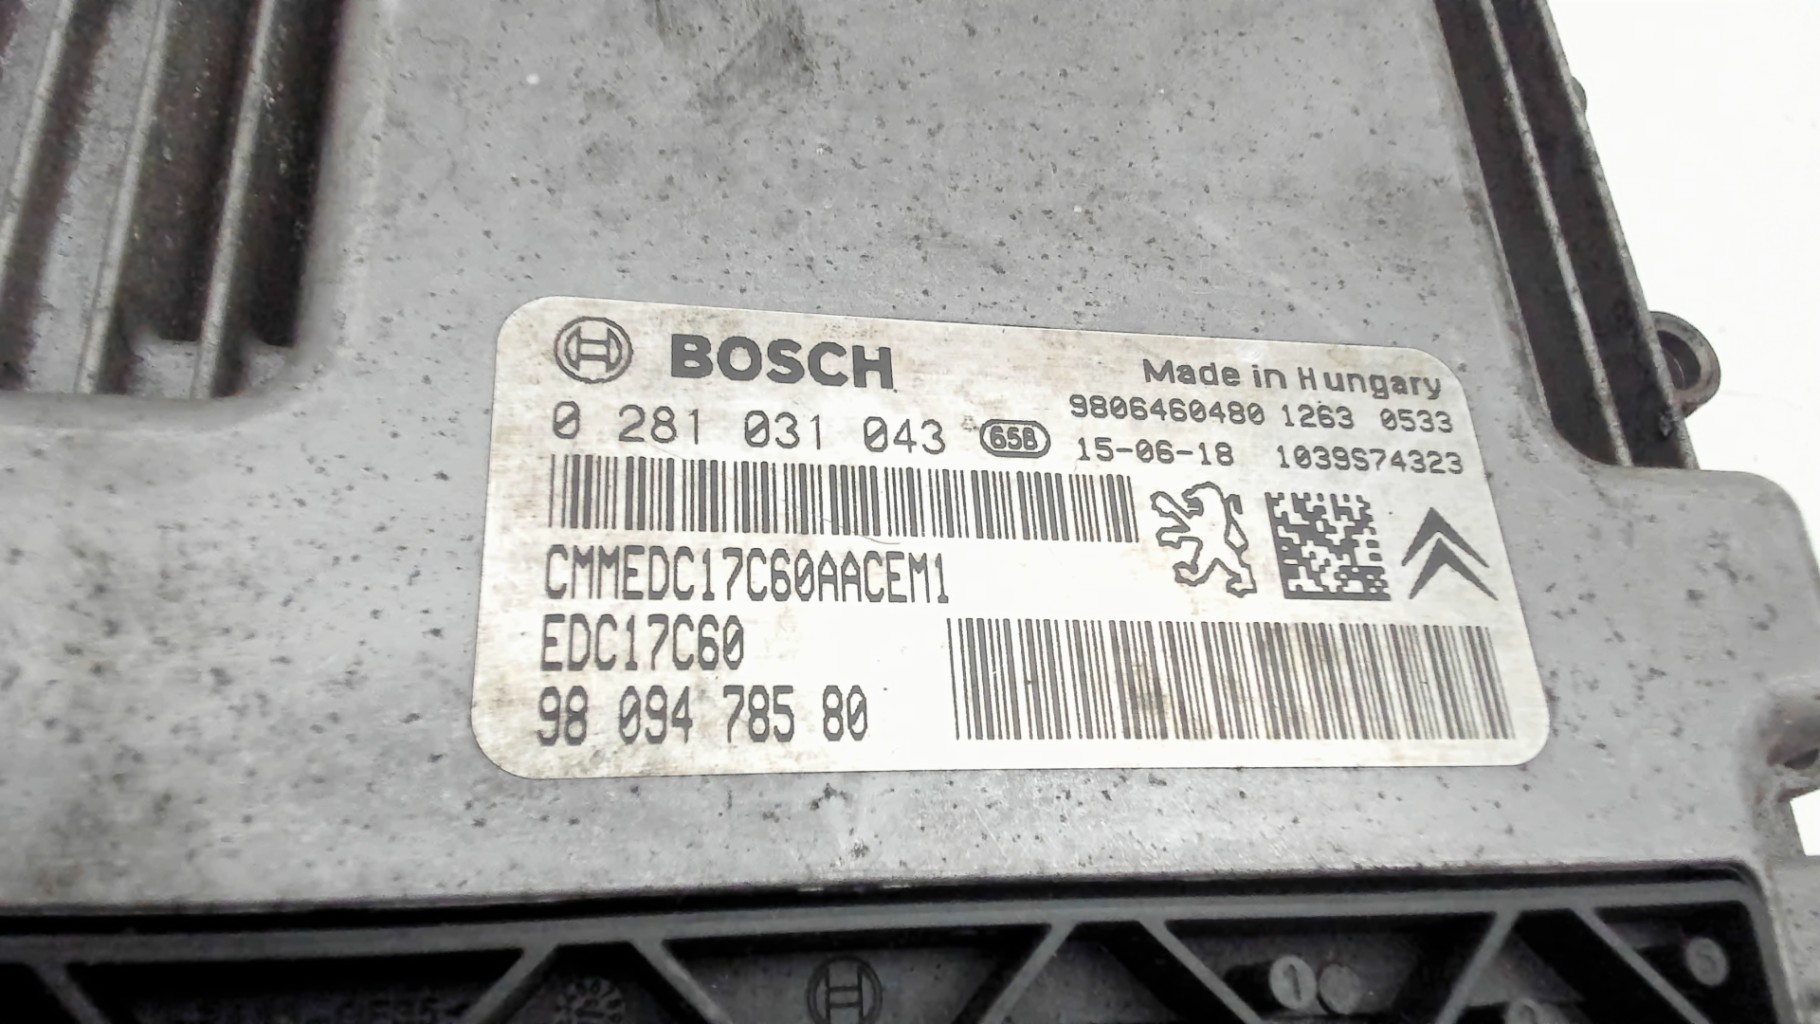 BOSCH
Made in Hungary
0 281 031 043 658
9806460480 1263 0533
15-06-18 1039S74323
CMMEDC17C60AACEM1
EDC17C60
98 094 785 80
1